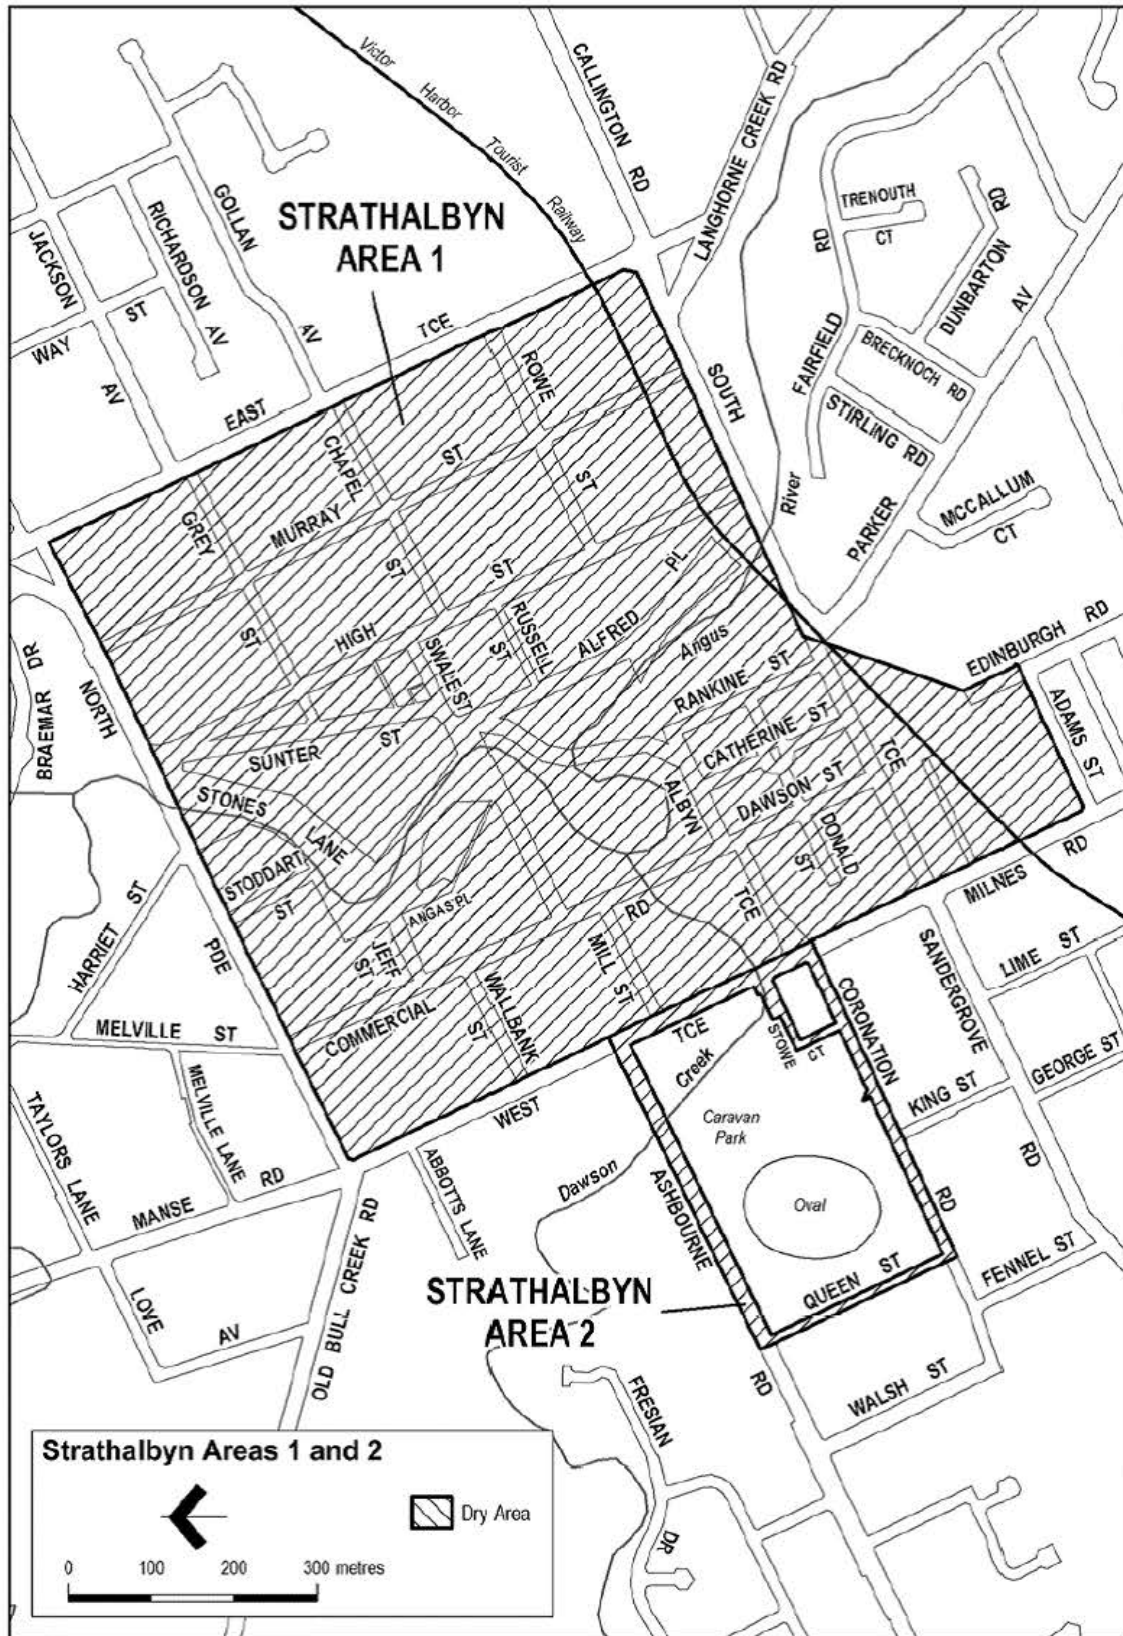 Victor
Harbor
Tourist
Railway
CALLINGTON RD
LANGHORNE CREEK RD
TRENOUTH
CT
RD
DUNBARTON
RD
AV
FAIRFIELD
BRECKNOCH RD
STIRLING RD
PARKER
MCCALLUM
CT
GOLLAN
AV
RICHARDSON
AV
JACKSON
AV
WAY
ST
STRATHALBYN
AREA 1
EAST
TCE
ROWE
ST
SOUTH
CHAPEL
ST
MURRAY
ST
GREY
ST
HIGH
ST
RUSSELL
ST
SWALE ST
ALFRED
PL
Angus
River
RANKINE ST
CATHERINE ST
DAWSON ST
ALBYN
TCE
TCE
DONALD
ST
EDINBURGH RD
ADAMS ST
MILNES
RD
BRAEMAR DR
NORTH
PDE
SUNTER
ST
STONES
LANE
STODDART
ST
ANGAS PL
JEFF
ST
COMMERCIAL
RD
WALLBANK
ST
MILL ST
HARRIET ST
MELVILLE ST
MELVILLE LANE
TAYLORS LANE
MANSE
RD
LOVE
AV
OLD BULL CREEK RD
ABBOTTS LANE
WEST
TCE
Creek
Dawson
STOWE
CT
CORONATION
RD
SANDERGROVE
RD
LIME ST
GEORGE ST
KING ST
FENNEL ST
Caravan
Park
Oval
ASHBOURNE
RD
QUEEN ST
STRATHALBYN
AREA 2
WALSH ST
FRESIAN
DR
Strathalbyn Areas 1 and 2
Dry Area
0 100 200 300 metres